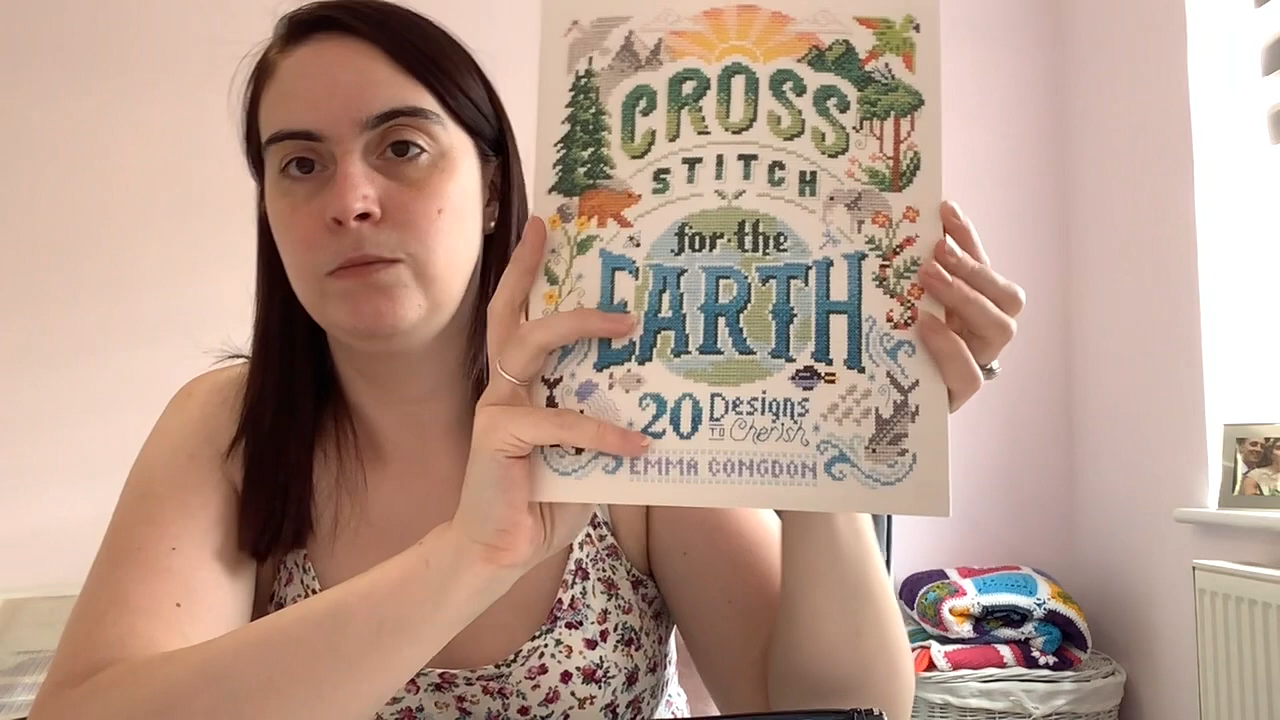 CROSS
STITCH
for·the
EARTH
20 Designs
TO Cherish
EMMA CONGDON